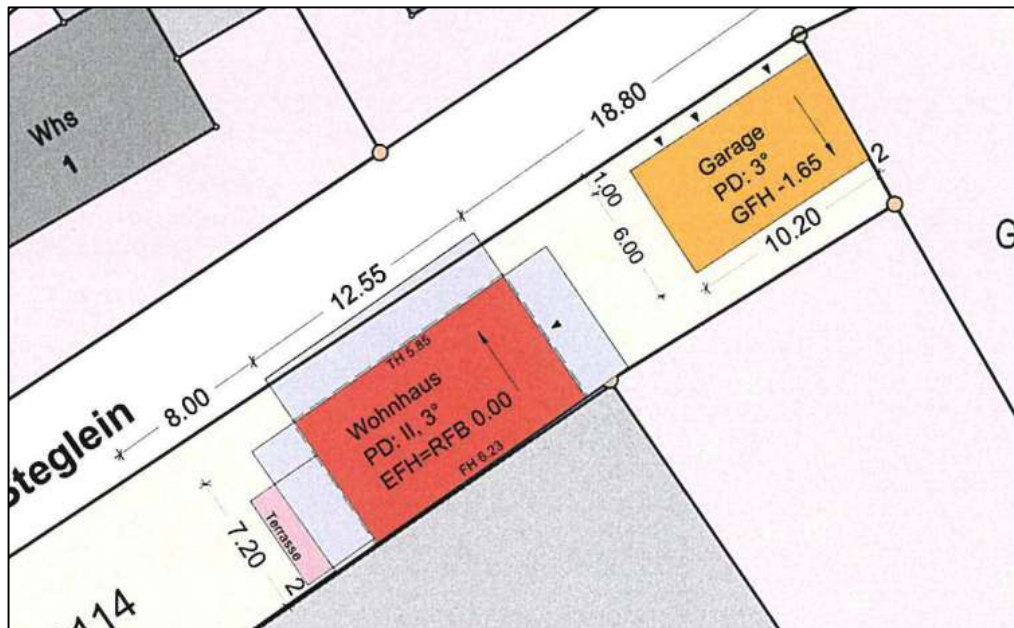 Whs
1
18.80
Garage
PD: 3°
GFH -1.65
2
1.00
6.00
10.20
G
12.55
TH 5.85
Wohnhaus
PD: II, 3°
EFH=RFB 0.00
FH 6.23
8.00
Steglein
Terrasse
7.20
2
114